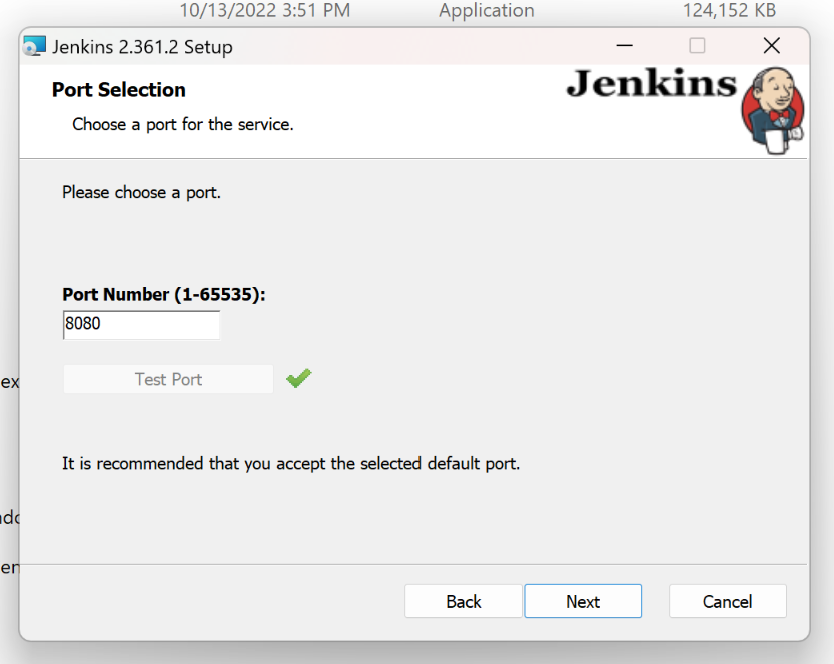 10/13/2022 3:51 PM Application 124,152 KB
Jenkins 2.361.2 Setup
Port Selection
Jenkins
Choose a port for the service.
Please choose a port.
Port Number (1-65535):
8080
ex
Test Port
It is recommended that you accept the selected default port.
en
Back Next Cancel